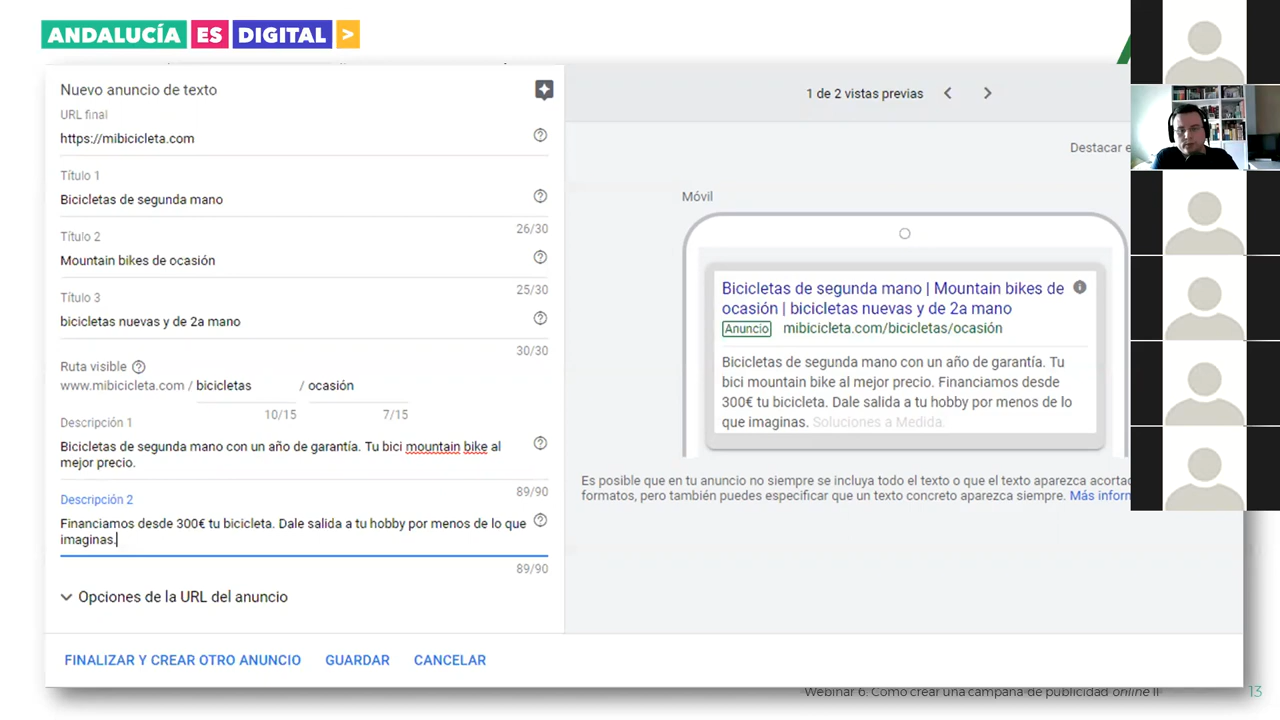 ANDALUCÍA ES DIGITAL >
Nuevo anuncio de texto
URL final
https://mibicicleta.com
Título 1
Bicicletas de segunda mano
26/30
Título 2
Mountain bikes de ocasión
25/30
Título 3
bicicletas nuevas y de 2a mano
30/30
Ruta visible
www.mibicicleta.com / bicicletas / ocasión
10/15 7/15
Descripción 1
Bicicletas de segunda mano con un año de garantía. Tu bici mountain bike al
mejor precio.
89/90
Descripción 2
Financiamos desde 300€ tu bicicleta. Dale salida a tu hobby por menos de lo que
imaginas.
89/90
Opciones de la URL del anuncio
FINALIZAR Y CREAR OTRO ANUNCIO GUARDAR CANCELAR
1 de 2 vistas previas
Destacar
Móvil
Bicicletas de segunda mano | Mountain bikes de
ocasión | bicicletas nuevas y de 2a mano
Anuncio mibicicleta.com/bicicletas/ocasión
Bicicletas de segunda mano con un año de garantía. Tu
bici mountain bike al mejor precio. Financiamos desde
300€ tu bicicleta. Dale salida a tu hobby por menos de lo
que imaginas. Soluciones a Medida.
Es posible que en tu anuncio no siempre se incluya todo el texto o que el texto aparezca acorta
formatos, pero también puedes especificar que un texto concreto aparezca siempre. Más inform
Webinar 6. Cómo crear una campaña de publicidad online II
13